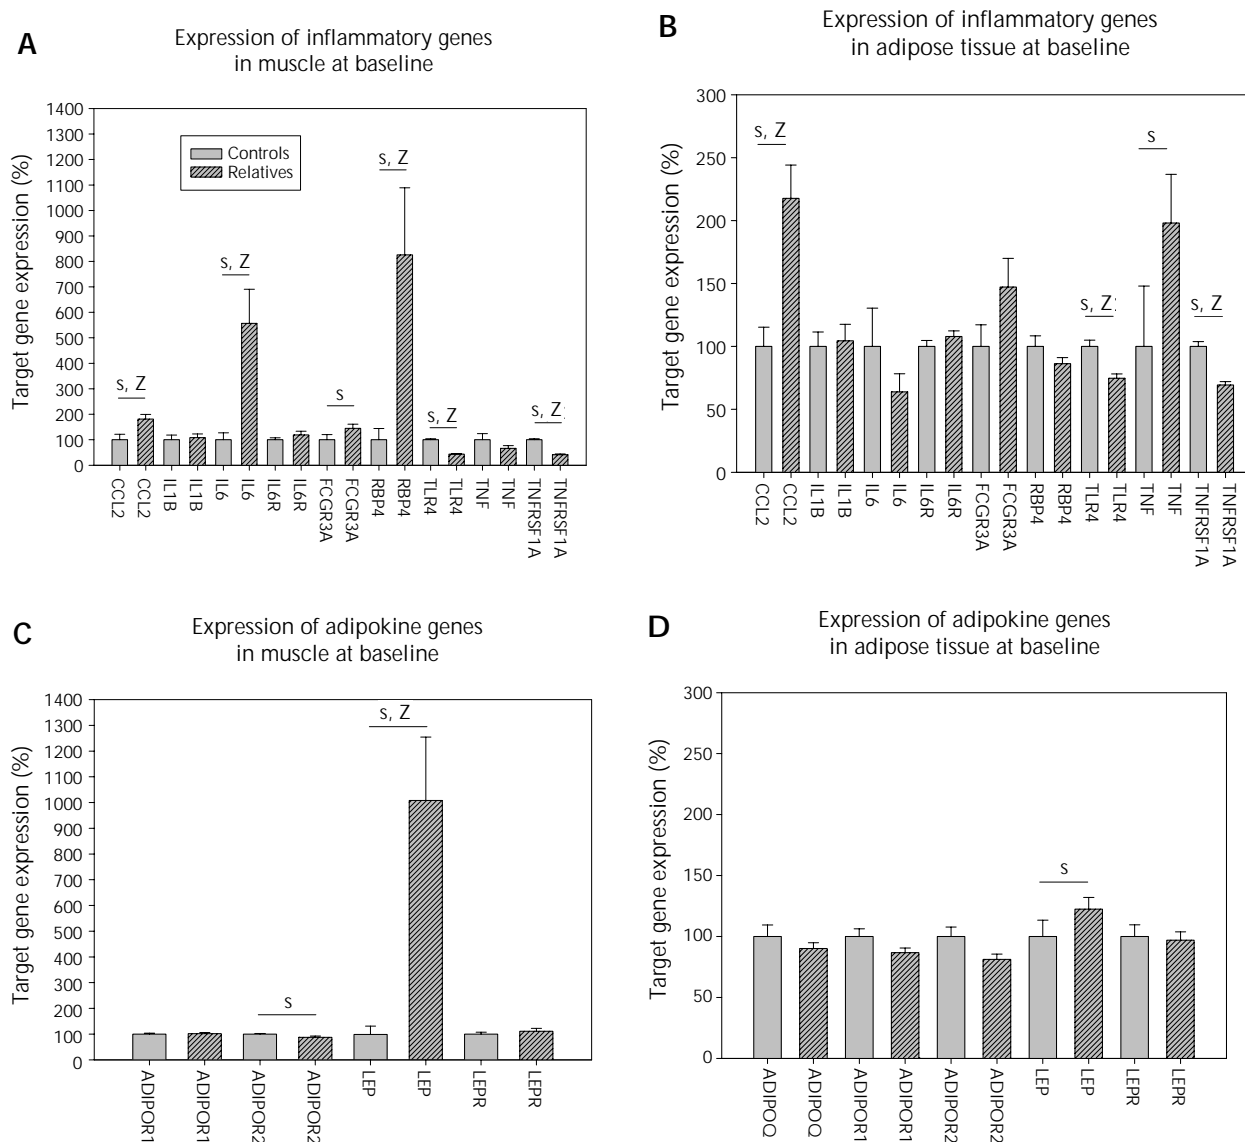 A
Expression of inflammatory genes
in muscle at baseline
Target gene expression (%)
1400
1300
1200
1100
1000
900
800
700
600
500
400
300
200
100
0
Controls
Relatives
s, Z
s, Z
s
s, Z
s, Z
s, Z
CCL2
CCL2
IL1B
IL1B
IL6
IL6
IL6R
IL6R
FCGR3A
FCGR3A
RBP4
RBP4
TLR4
TLR4
TNF
TNF
TNFRSF1A
TNFRSF1A
B
Expression of inflammatory genes
in adipose tissue at baseline
Target gene expression (%)
300
250
200
150
100
50
0
s, Z
s, Z
s
s, Z
CCL2
CCL2
IL1B
IL1B
IL6
IL6
IL6R
IL6R
FCGR3A
FCGR3A
RBP4
RBP4
TLR4
TLR4
TNF
TNF
TNFRSF1A
TNFRSF1A
C
Expression of adipokine genes
in muscle at baseline
Target gene expression (%)
1400
1300
1200
1100
1000
900
800
700
600
500
400
300
200
100
0
s
s, Z
ADIPOR1
ADIPOR1
ADIPOR2
ADIPOR2
LEP
LEP
LEPR
LEPR
D
Expression of adipokine genes
in adipose tissue at baseline
Target gene expression (%)
300
250
200
150
100
50
0
s
ADIPOQ
ADIPOQ
ADIPOR1
ADIPOR1
ADIPOR2
ADIPOR2
LEP
LEP
LEPR
LEPR